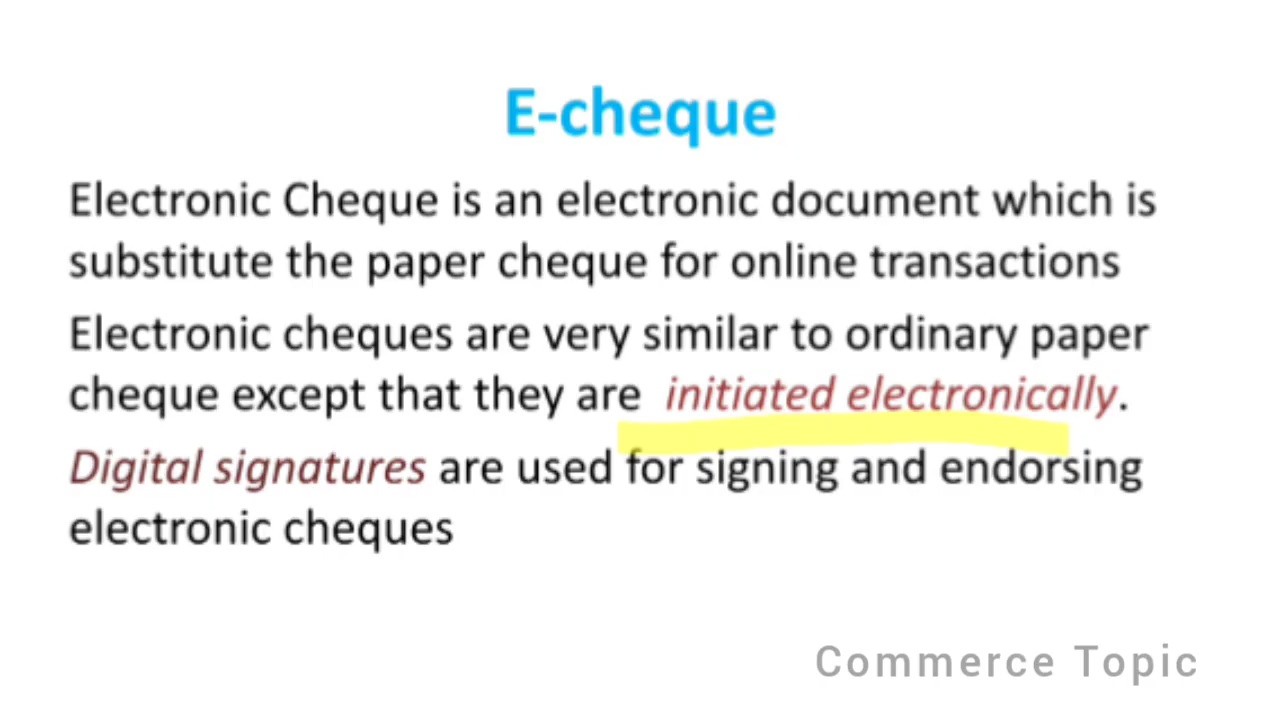 E-cheque
Electronic Cheque is an electronic document which is
substitute the paper cheque for online transactions
Electronic cheques are very similar to ordinary paper
cheque except that they are initiated electronically.
Digital signatures are used for signing and endorsing
electronic cheques
Commerce Topic